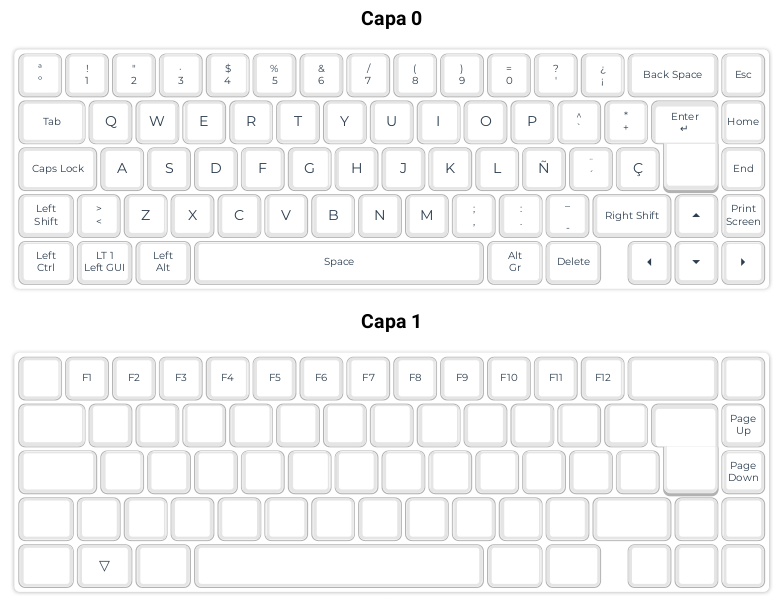 Capa 0
ª ! " · $ % & / ( ) = ? ¿ Back Space Esc
º 1 2 3 4 5 6 7 8 9 0 ' ¡
Tab Q W E R T Y U I O P ^ * Enter Home
` + ↵
Caps Lock A S D F G H J K L Ñ ¨ Ç End
´
Left > Z X C V B N M ; : _ Right Shift ▲ Print
Shift < , . - Screen
Left LT 1 Left Space Alt Delete ◀ ▼ ▶
Ctrl Left GUI Alt Gr
Capa 1
F1 F2 F3 F4 F5 F6 F7 F8 F9 F10 F11 F12
Page
Up
Page
Down
▽